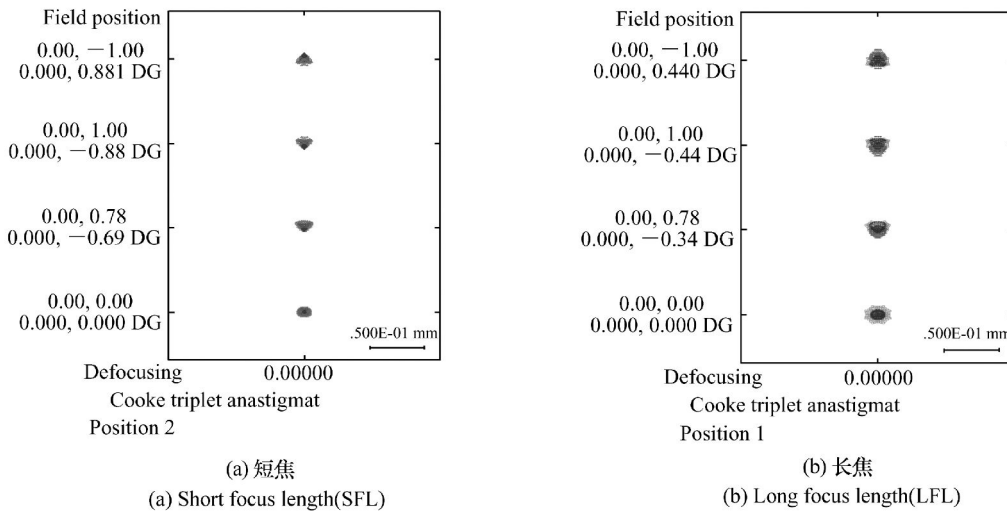 Field position
0.00, －1.00
0.000, 0.881 DG
0.00, 1.00
0.000, －0.88 DG
0.00, 0.78
0.000, －0.69 DG
0.00, 0.00
0.000, 0.000 DG
.500E-01 mm
Defocusing 0.00000
Cooke triplet anastigmat
Position 2
(a) 短焦
(a) Short focus length(SFL)
Field position
0.00, －1.00
0.000, 0.440 DG
0.00, 1.00
0.000, －0.44 DG
0.00, 0.78
0.000, －0.34 DG
0.00, 0.00
0.000, 0.000 DG
.500E-01 mm
Defocusing 0.00000
Cooke triplet anastigmat
Position 1
(b) 长焦
(b) Long focus length(LFL)